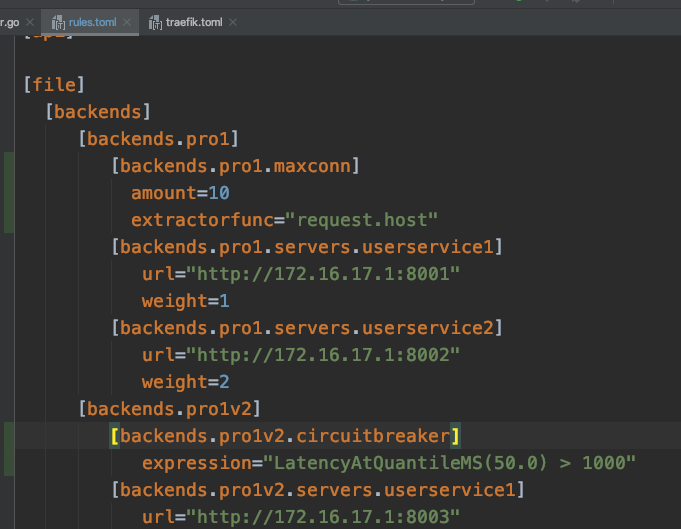 r.go rules.toml traefik.toml
[file]
[backends]
[backends.pro1]
[backends.pro1.maxconn]
amount=10
extractorfunc="request.host"
[backends.pro1.servers.userservice1]
url="http://172.16.17.1:8001"
weight=1
[backends.pro1.servers.userservice2]
url="http://172.16.17.1:8002"
weight=2
[backends.pro1v2]
[backends.pro1v2.circuitbreaker]
expression="LatencyAtQuantileMS(50.0) > 1000"
[backends.pro1v2.servers.userservice1]
url="http://172.16.17.1:8003"